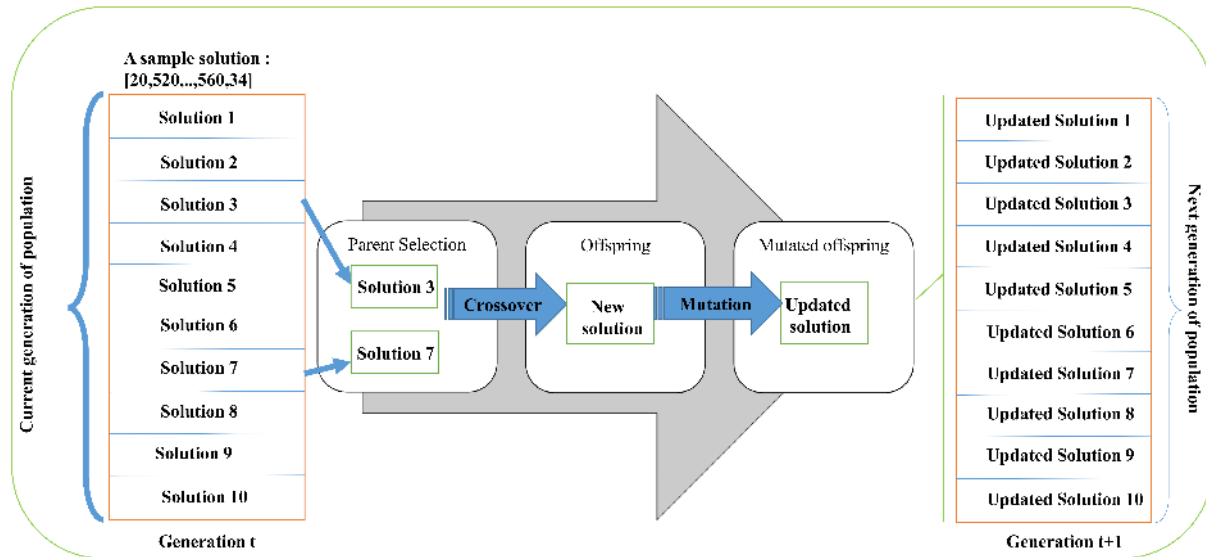 A sample solution :
[20,520...,560,34]
Current generation of population
Solution 1
Solution 2
Solution 3
Solution 4
Solution 5
Solution 6
Solution 7
Solution 8
Solution 9
Solution 10
Generation t
Parent Selection
Solution 3
Solution 7
Crossover
Offspring
New
solution
Mutation
Mutated offspring
Updated
solution
Updated Solution 1
Updated Solution 2
Updated Solution 3
Updated Solution 4
Updated Solution 5
Updated Solution 6
Updated Solution 7
Updated Solution 8
Updated Solution 9
Updated Solution 10
Generation t+1
Next generation of population